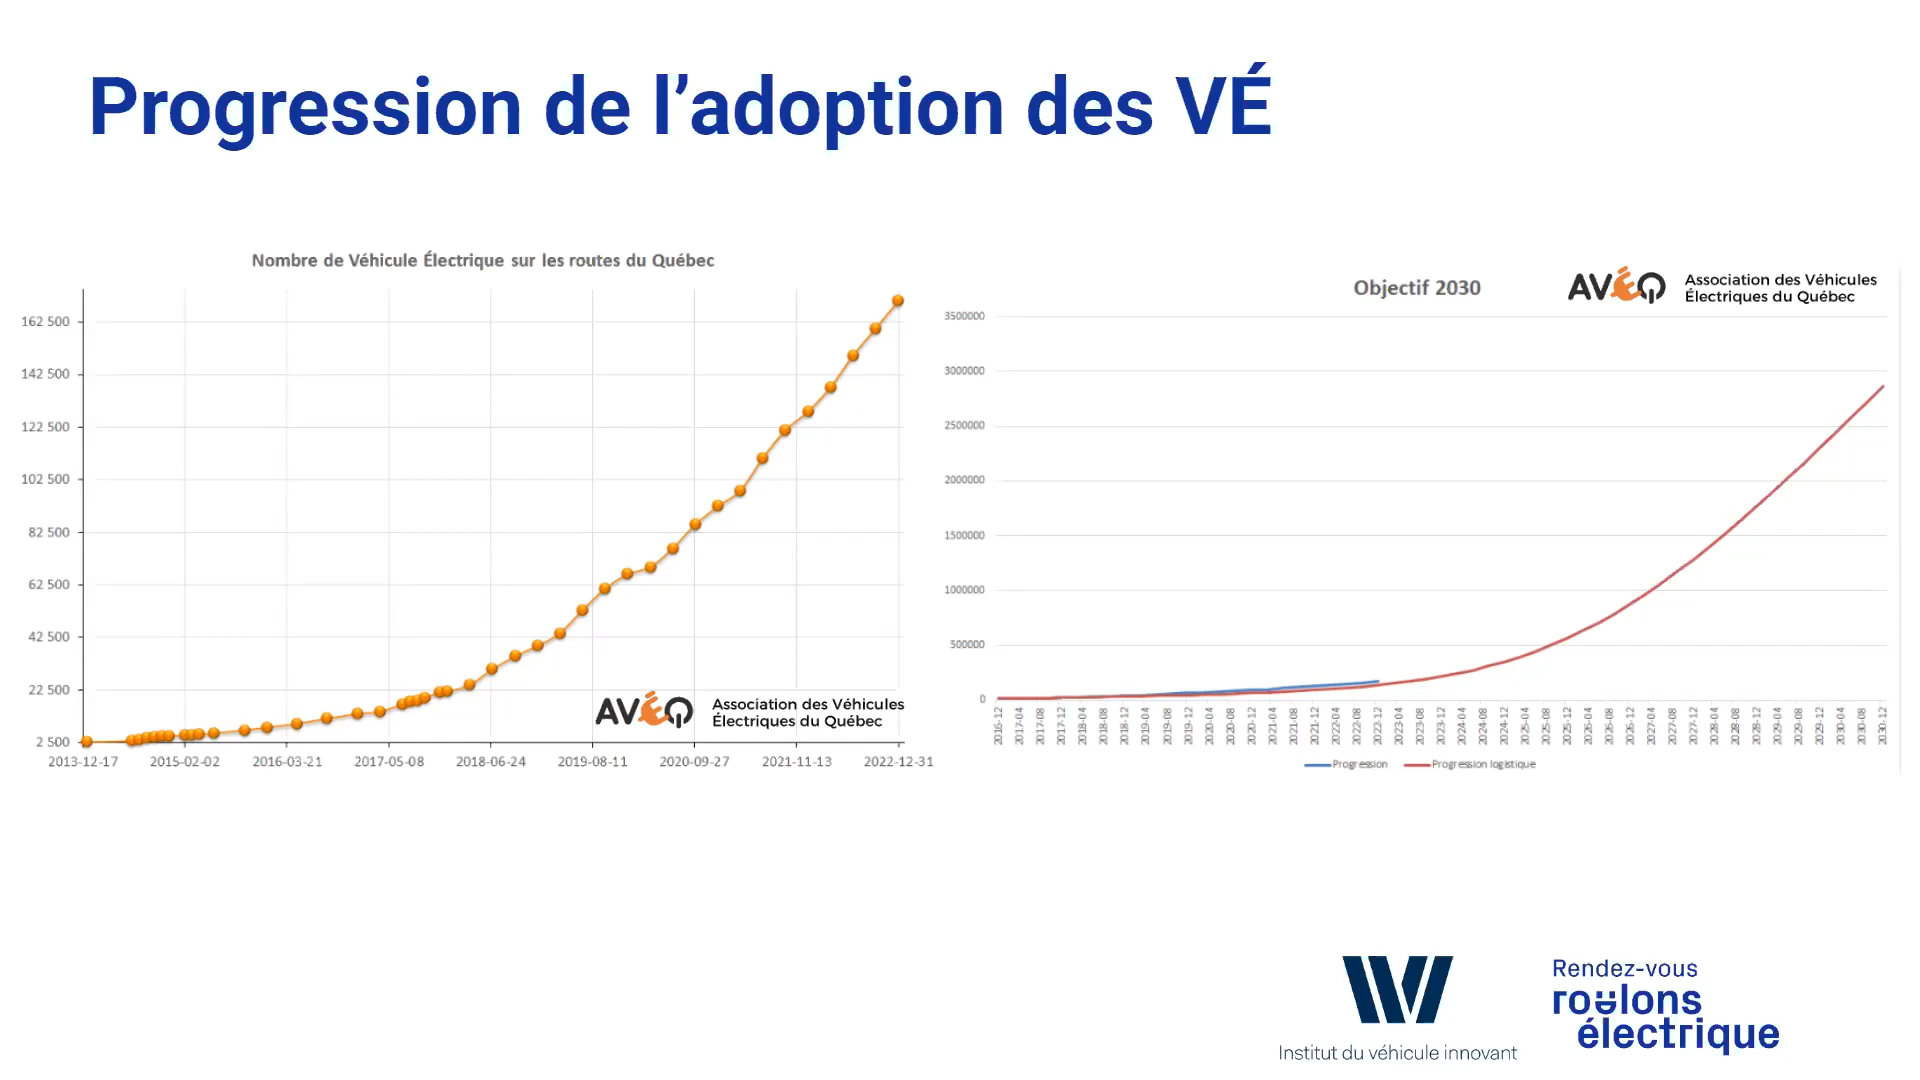 Progression de l’adoption des VÉ
Nombre de Véhicule Électrique sur les routes du Québec
162 500
142 500
122 500
102 500
82 500
62 500
42 500
22 500
2 500
2013-12-17 2015-02-02 2016-03-21 2017-05-08 2018-06-24 2019-08-11 2020-09-27 2021-11-13 2022-12-31
AVÉQ
Association des Véhicules
Électriques du Québec
Objectif 2030
AVÉQ
Association des Véhicules
Électriques du Québec
3500000
3000000
2500000
2000000
1500000
1000000
500000
0
2016-12 2017-04 2017-08 2017-12 2018-04 2018-08 2018-12 2019-04 2019-08 2019-12 2020-04 2020-08 2020-12 2021-04 2021-08 2021-12 2022-04 2022-08 2022-12 2023-04 2023-08 2023-12 2024-04 2024-08 2024-12 2025-04 2025-08 2025-12 2026-04 2026-08 2026-12 2027-04 2027-08 2027-12 2028-04 2028-08 2028-12 2029-04 2029-08 2029-12 2030-04 2030-08 2030-12
Progression Progression logistique
Institut du véhicule innovant
Rendez-vous
roulons
électrique